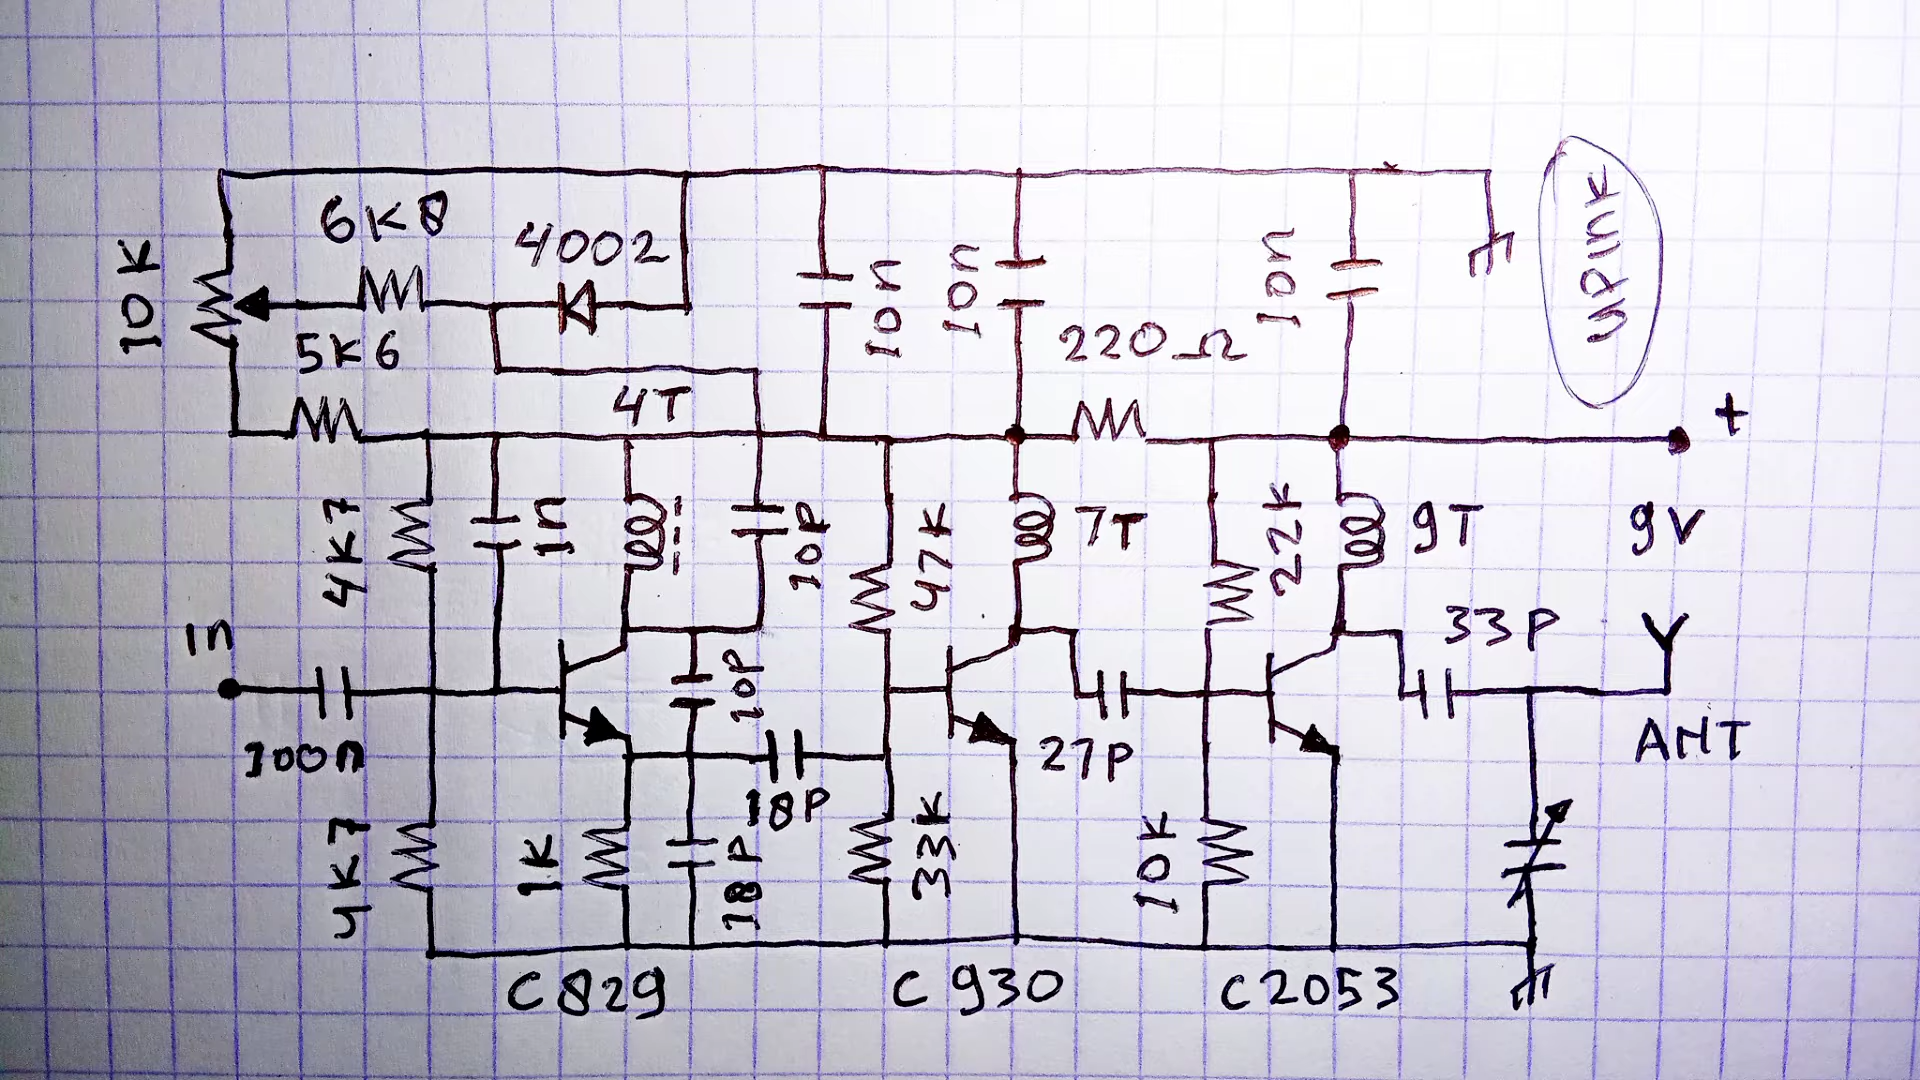 6K8
4002
10K
10n
10n
10n
UPINK
5K6
220Ω
4T
+
4K7
1n
10P
47K
7T
22K
9T
9V
In
10P
33P
100n
18P
27P
ANT
4K7
1K
18P
33K
10K
C829
C930
C2053